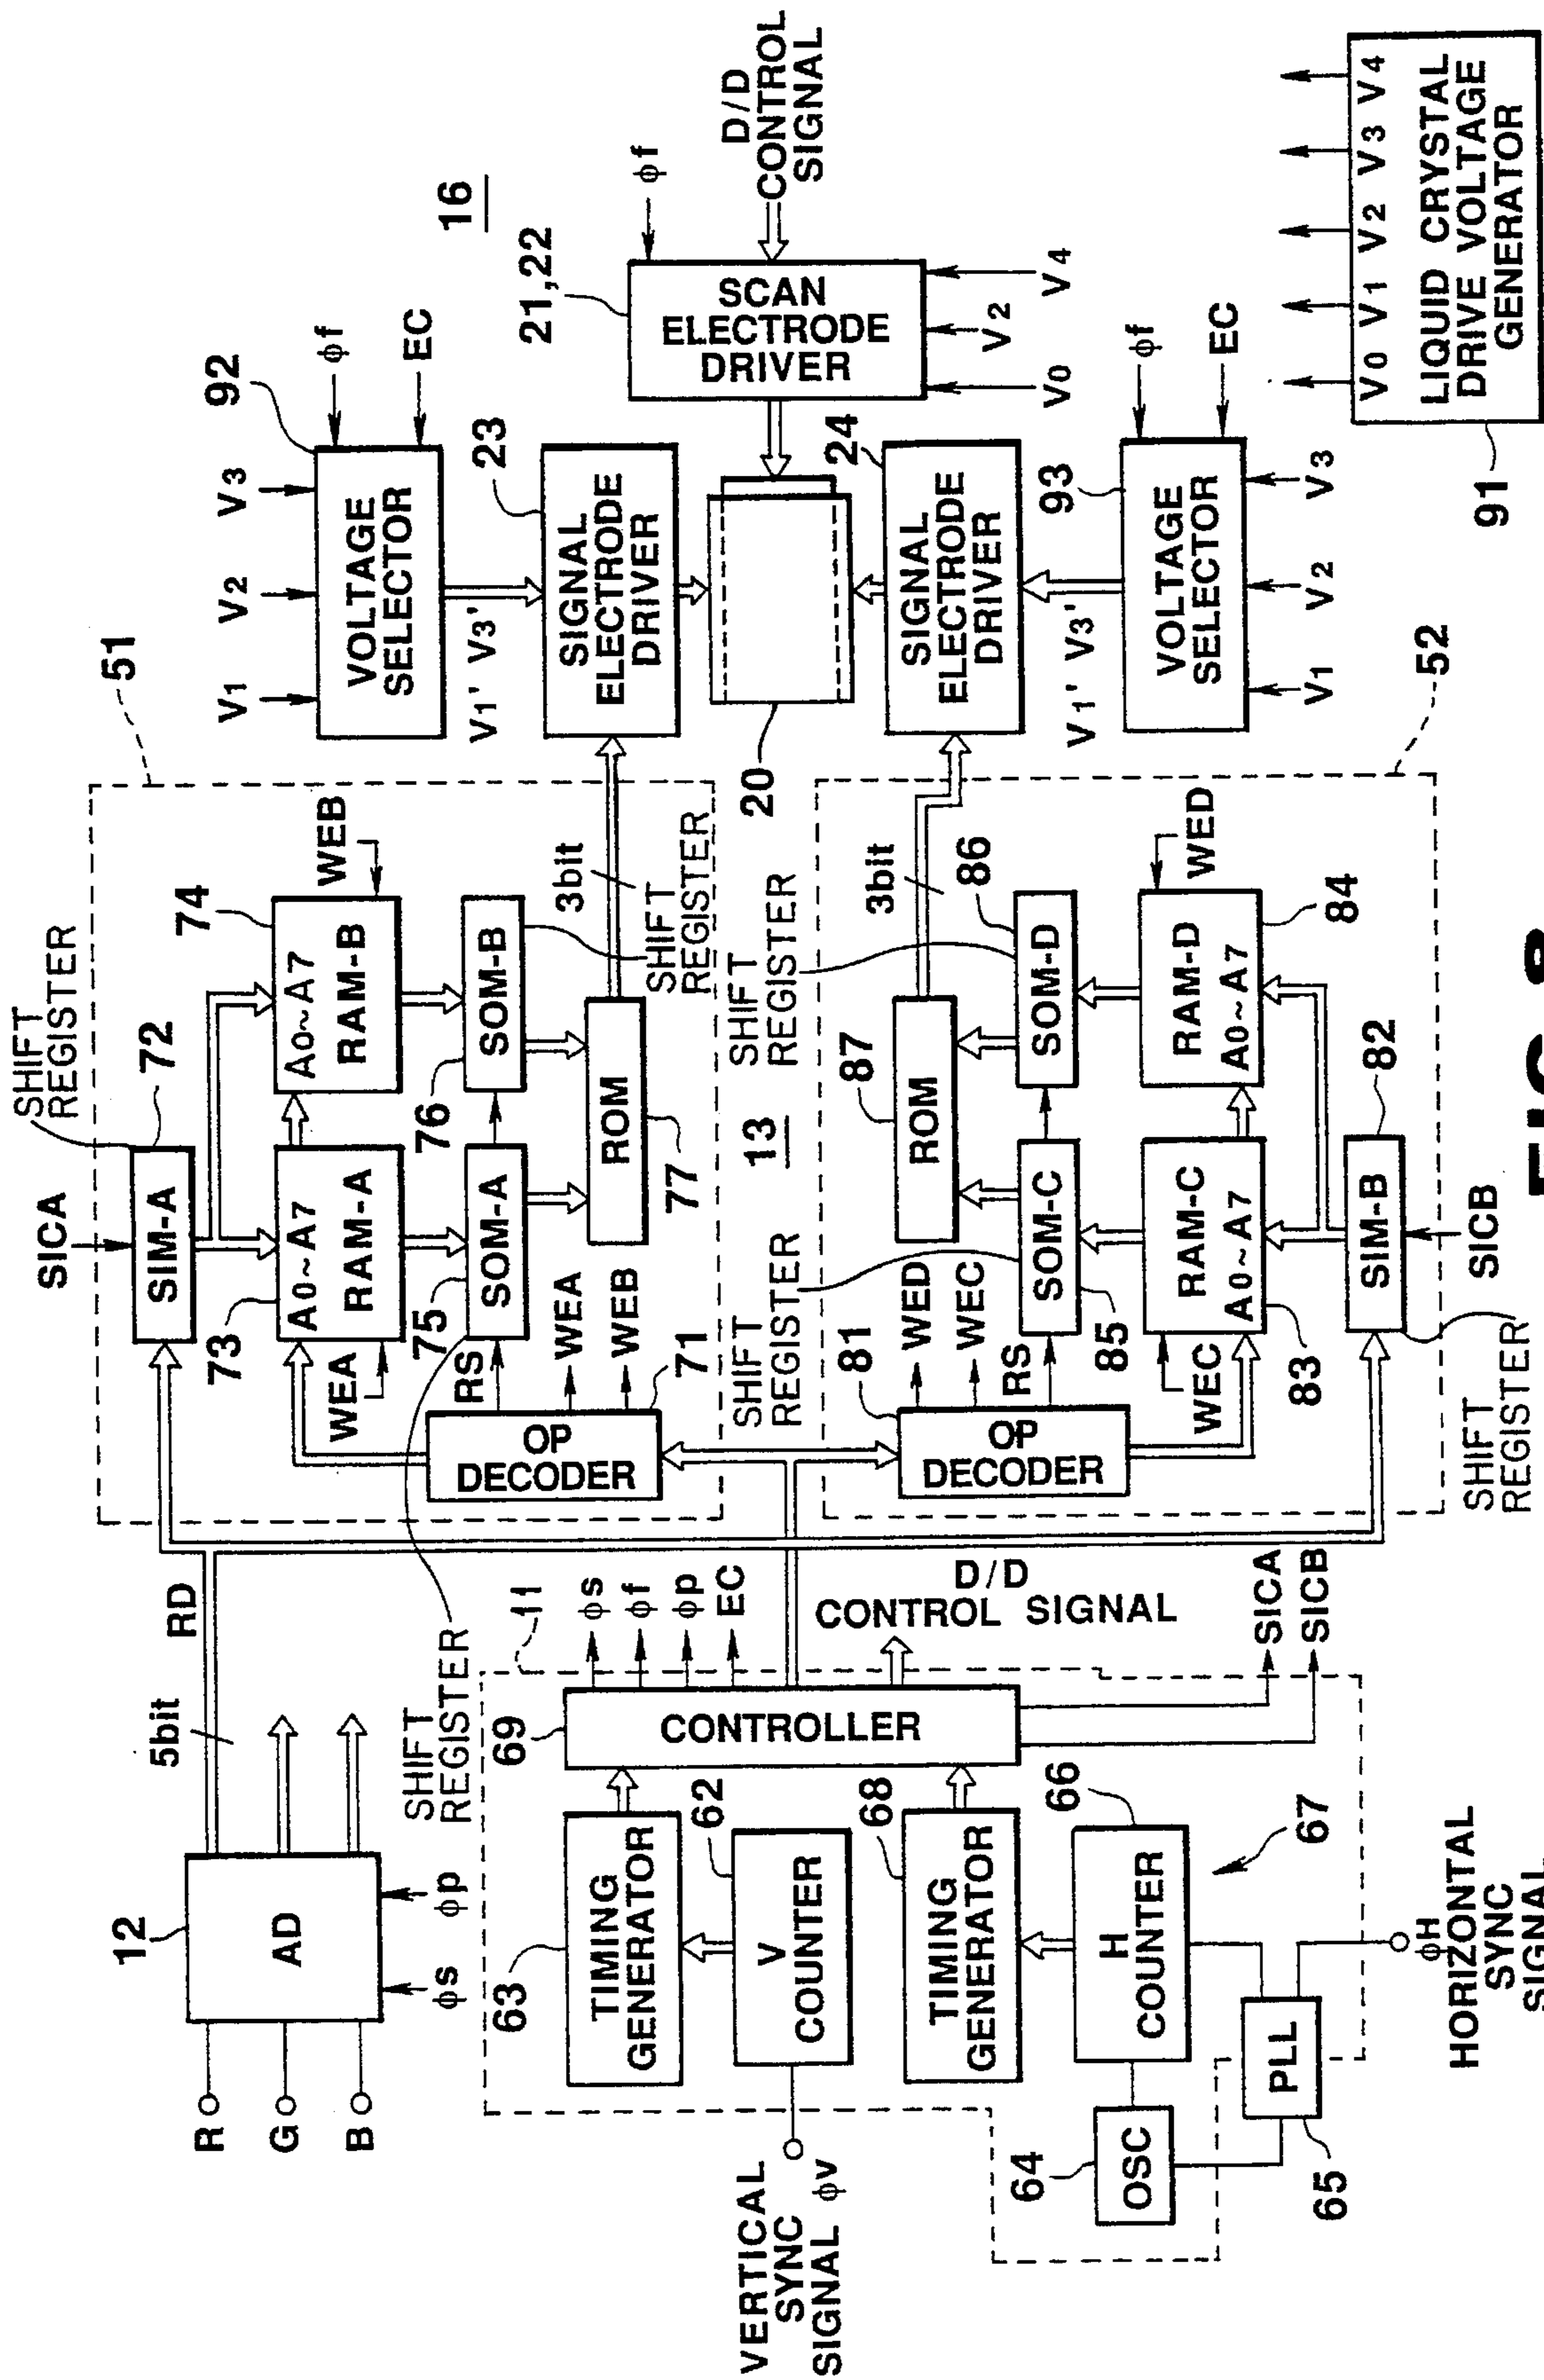 R
G
B
12
AD
φs
φp
5bit
RD
SHIFT
REGISTER
SICA
72
SIM-A
73
A0~A7
RAM-A
WEA
74
A0~A7
RAM-B
WEB
51
75
SOM-A
RS
76
SOM-B
SHIFT
REGISTER
SHIFT
REGISTER
WEA
WEB
71
OP
DECODER
77
ROM
3bit
V1
V2
V3
92
VOLTAGE
SELECTOR
φf
EC
V1' V3'
23
SIGNAL
ELECTRODE
DRIVER
16
21,22
SCAN
ELECTRODE
DRIVER
φf
D/D
CONTROL
SIGNAL
V0
V2
V4
20
24
SIGNAL
ELECTRODE
DRIVER
V1' V3'
93
VOLTAGE
SELECTOR
φf
EC
V1
V2
V3
V0 V1 V2 V3 V4
LIQUID CRYSTAL
DRIVE VOLTAGE
GENERATOR
91
VERTICAL
SYNC
SIGNAL φV
63
TIMING
GENERATOR
62
V
COUNTER
68
TIMING
GENERATOR
66
H
COUNTER
67
64
OSC
65
PLL
φH
HORIZONTAL
SYNC
69
CONTROLLER
11
φs
φf
φp
EC
D/D
CONTROL SIGNAL
SICA
SICB
13
SHIFT
REGISTER
SHIFT
REGISTER
81
OP
DECODER
WED
WEC
RS
87
ROM
3bit
85
SOM-C
86
SOM-D
RAM-C
A0~A7
83
WEC
RAM-D
A0~A7
84
WED
82
SIM-B
SICB
SHIFT
REGISTER
52